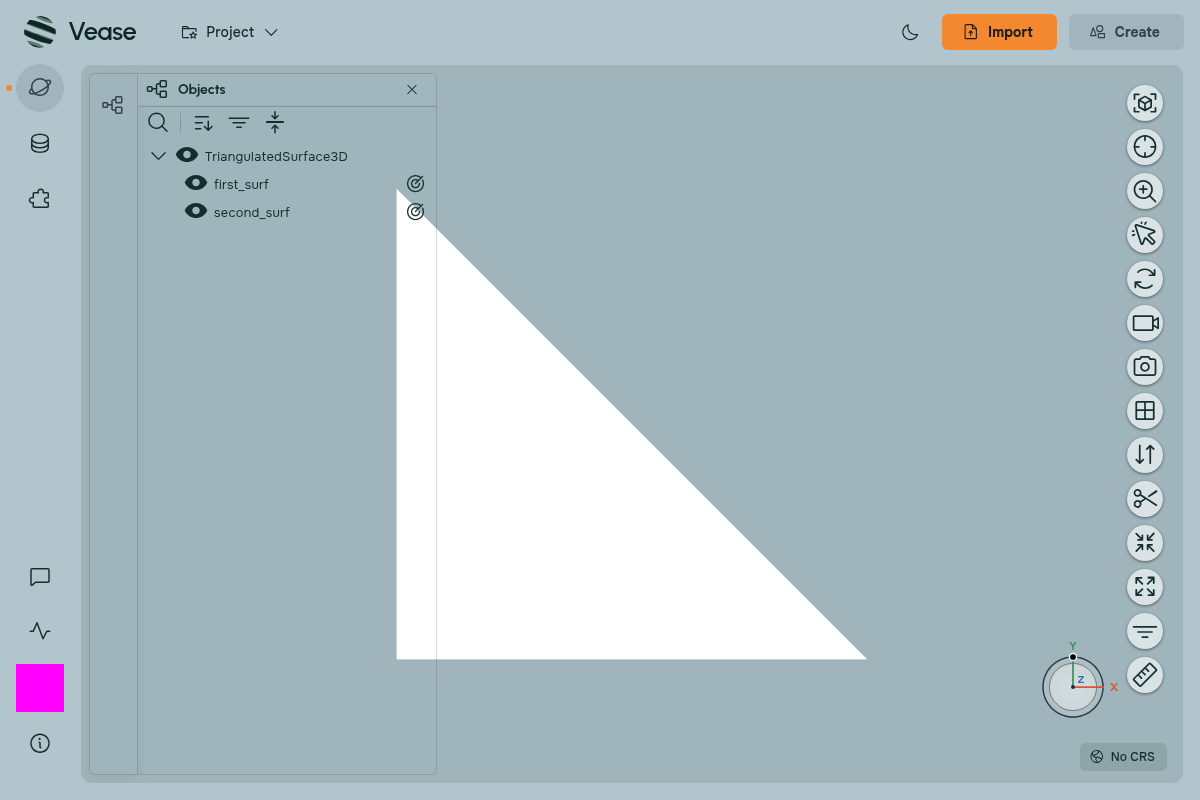 Vease
Project
Import
Create
Objects
TriangulatedSurface3D
first_surf
second_surf
Y
Z
X
No CRS